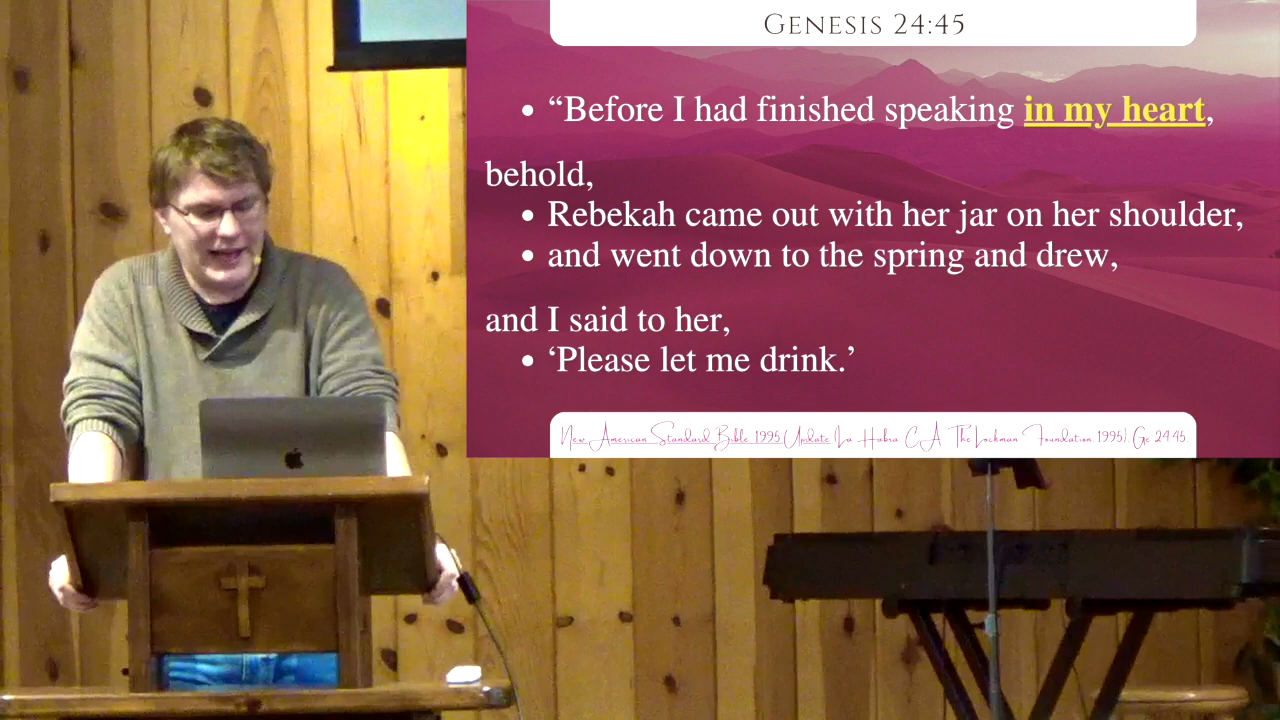 GENESIS 24:45
• “Before I had finished speaking in my heart,
behold,
• Rebekah came out with her jar on her shoulder,
• and went down to the spring and drew,
and I said to her,
• ‘Please let me drink.’
New American Standard Bible, 1995 Update (La Habra, CA: The Lockman Foundation, 1995), Ge 24:45.